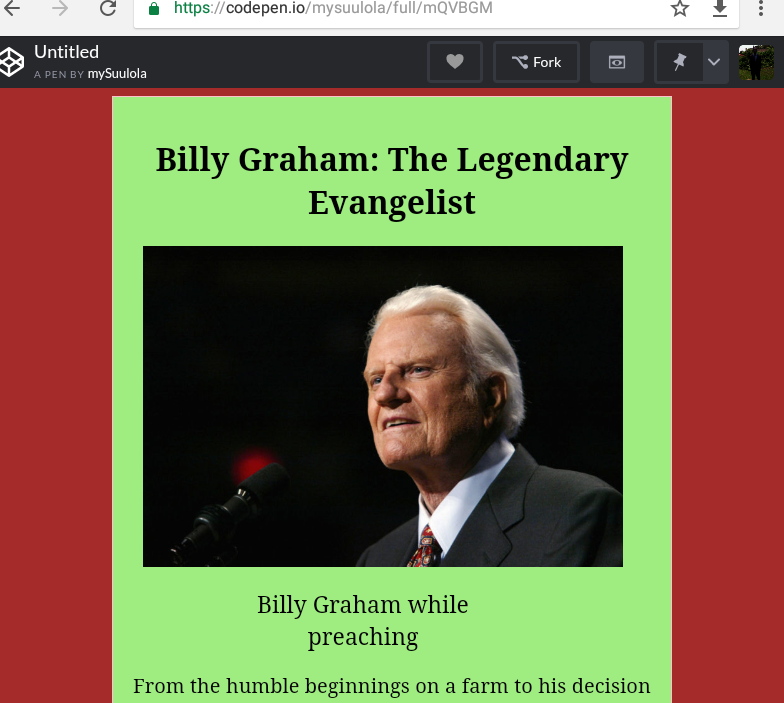 https://codepen.io/mysuulola/full/mQVBGM
Untitled
A PEN BY mySuulola
Fork
Billy Graham: The Legendary
Evangelist
Billy Graham while
preaching
From the humble beginnings on a farm to his decision